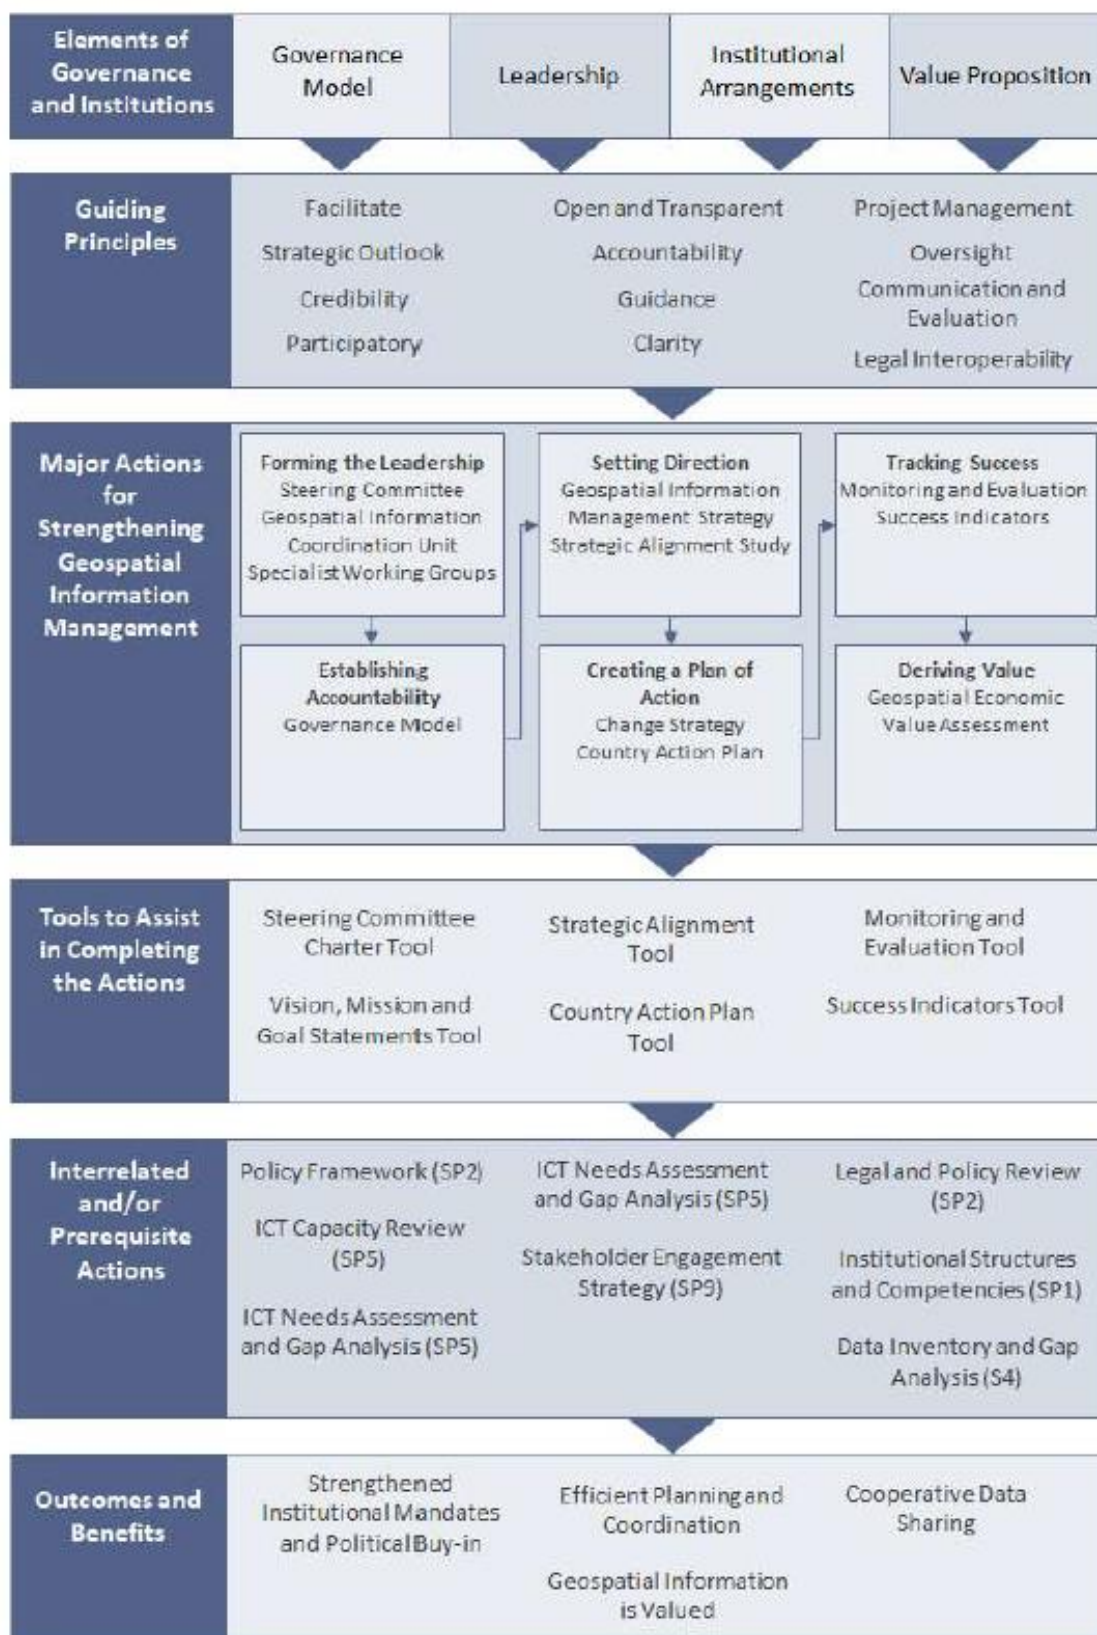 Elements of
Governance
and Institutions
Governance
Model
Leadership
Institutional
Arrangements
Value Proposition
Guiding
Principles
Facilitate
Strategic Outlook
Credibility
Participatory
Open and Transparent
Accountability
Guidance
Clarity
Project Management
Oversight
Communication and
Evaluation
Legal Interoperability
Major Actions
for
Strengthening
Geospatial
Information
Management
Forming the Leadership
Steering Committee
Geospatial Information
Coordination Unit
Specialist Working Groups
Establishing
Accountability
Governance Model
Setting Direction
Geospatial Information
Management Strategy
Strategic Alignment Study
Creating a Plan of
Action
Change Strategy
Country Action Plan
Tracking Success
Monitoring and Evaluation
Success Indicators
Deriving Value
Geospatial Economic
Value Assessment
Tools to Assist
in Completing
the Actions
Steering Committee
Charter Tool
Vision, Mission and
Goal Statements Tool
Strategic Alignment
Tool
Country Action Plan
Tool
Monitoring and
Evaluation Tool
Success Indicators Tool
Interrelated
and/or
Prerequisite
Actions
Policy Framework (SP2)
ICT Capacity Review
(SP5)
ICT Needs Assessment
and Gap Analysis (SP5)
ICT Needs Assessment
and Gap Analysis (SP5)
Stakeholder Engagement
Strategy (SP9)
Legal and Policy Review
(SP2)
Institutional Structures
and Competencies (SP1)
Data Inventory and Gap
Analysis (S4)
Outcomes and
Benefits
Strengthened
Institutional Mandates
and Political Buy-in
Efficient Planning and
Coordination
Geospatial Information
is Valued
Cooperative Data
Sharing